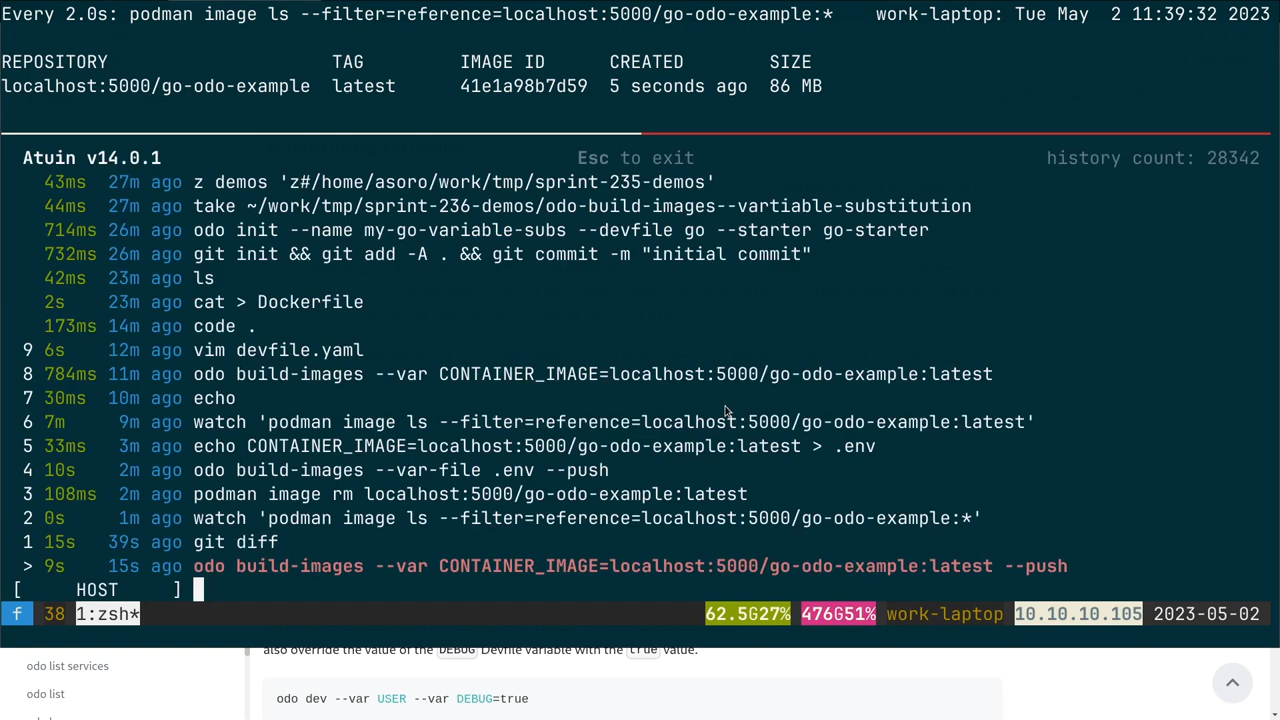 Every 2.0s: podman image ls --filter=reference=localhost:5000/go-odo-example:*    work-laptop: Tue May  2 11:39:32 2023
REPOSITORY                     TAG         IMAGE ID      CREATED        SIZE
localhost:5000/go-odo-example  latest      41e1a98b7d59  5 seconds ago  86 MB
Atuin v14.0.1    Esc to exit    history count: 28342
43ms  27m ago z demos 'z#/home/asoro/work/tmp/sprint-235-demos'
44ms  27m ago take ~/work/tmp/sprint-236-demos/odo-build-images--vartiable-substitution
714ms 26m ago odo init --name my-go-variable-subs --devfile go --starter go-starter
732ms 26m ago git init && git add -A . && git commit -m "initial commit"
42ms  23m ago ls
2s    23m ago cat > Dockerfile
173ms 14m ago code .
9 6s    12m ago vim devfile.yaml
8 784ms 11m ago odo build-images --var CONTAINER_IMAGE=localhost:5000/go-odo-example:latest
7 30ms  10m ago echo
6 7m     9m ago watch 'podman image ls --filter=reference=localhost:5000/go-odo-example:latest'
5 33ms   3m ago echo CONTAINER_IMAGE=localhost:5000/go-odo-example:latest > .env
4 10s    2m ago odo build-images --var-file .env --push
3 108ms  2m ago podman image rm localhost:5000/go-odo-example:latest
2 0s     1m ago watch 'podman image ls --filter=reference=localhost:5000/go-odo-example:*'
1 15s   39s ago git diff
> 9s    15s ago odo build-images --var CONTAINER_IMAGE=localhost:5000/go-odo-example:latest --push
[     HOST     ]
f 38 1:zsh* 62.5G27% 476G51% work-laptop 10.10.10.105 2023-05-02
also override the value of the DEBUG Devfile variable with the true value.
odo list services
odo list
odo dev --var USER --var DEBUG=true